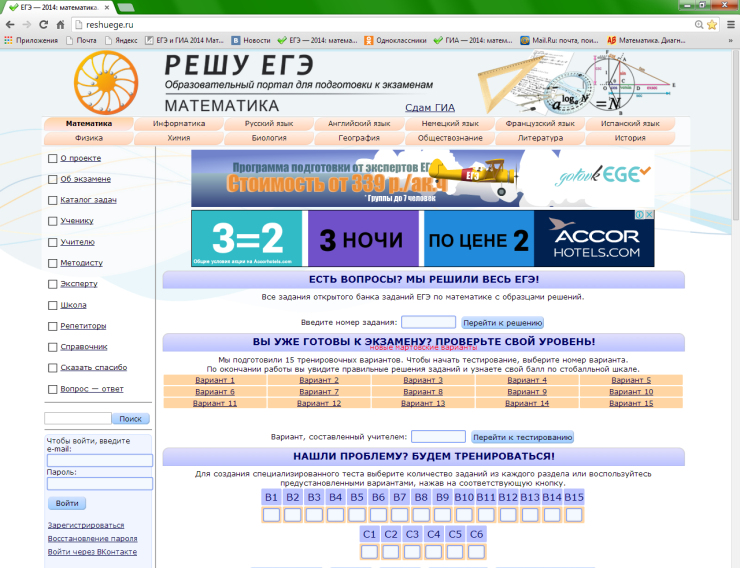 ЕГЭ — 2014: математика.
reshuege.ru
Приложения Почта Яндекс ЕГЭ и ГИА 2014 Мат... Новости ЕГЭ — 2014: матема... Одноклассники ГИА — 2014: матем... Mail.Ru: почта, пои... Математика. Диагн...
РЕШУ ЕГЭ
Образовательный портал для подготовки к экзаменам
МАТЕМАТИКА Сдам ГИА
Математика Информатика Русский язык Английский язык Немецкий язык Французский язык Испанский язык
Физика Химия Биология География Обществознание Литература История
О проекте
Об экзамене
Каталог задач
Ученику
Учителю
Методисту
Эксперту
Школа
Репетиторы
Справочник
Сказать спасибо
Вопрос — ответ
Поиск
Чтобы войти, введите
e-mail:
Пароль:
Войти
Зарегистрироваться
Восстановление пароля
Войти через ВКонтакте
Программа подготовки от экспертов
Стоимость от 339 р./ак.ч
*Группы до 7 человек
ЕГЭ
gotovkEGE
3=2 3 НОЧИ ПО ЦЕНЕ 2 ACCOR
HOTELS.COM
Общие условия акции на Accorhotels.com
ЕСТЬ ВОПРОСЫ? МЫ РЕШИЛИ ВЕСЬ ЕГЭ!
Все задания открытого банка заданий ЕГЭ по математике с образцами решений.
Введите номер задания: Перейти к решению
ВЫ УЖЕ ГОТОВЫ К ЭКЗАМЕНУ? ПРОВЕРЬТЕ СВОЙ УРОВЕНЬ!
новые мартовские варианты
Мы подготовили 15 тренировочных вариантов. Чтобы начать тестирование, выберите номер варианта.
По окончании работы вы увидите правильные решения заданий и узнаете свой балл по стобалльной шкале.
Вариант 1 Вариант 2 Вариант 3 Вариант 4 Вариант 5
Вариант 6 Вариант 7 Вариант 8 Вариант 9 Вариант 10
Вариант 11 Вариант 12 Вариант 13 Вариант 14 Вариант 15
Вариант, составленный учителем: Перейти к тестированию
НАШЛИ ПРОБЛЕМУ? БУДЕМ ТРЕНИРОВАТЬСЯ!
Для создания специализированного теста выберите количество заданий из каждого раздела или воспользуйтесь
предустановленными вариантами, нажав на соответствующую кнопку.
B1 B2 B3 B4 B5 B6 B7 B8 B9 B10 B11 B12 B13 B14 B15
C1 C2 C3 C4 C5 C6